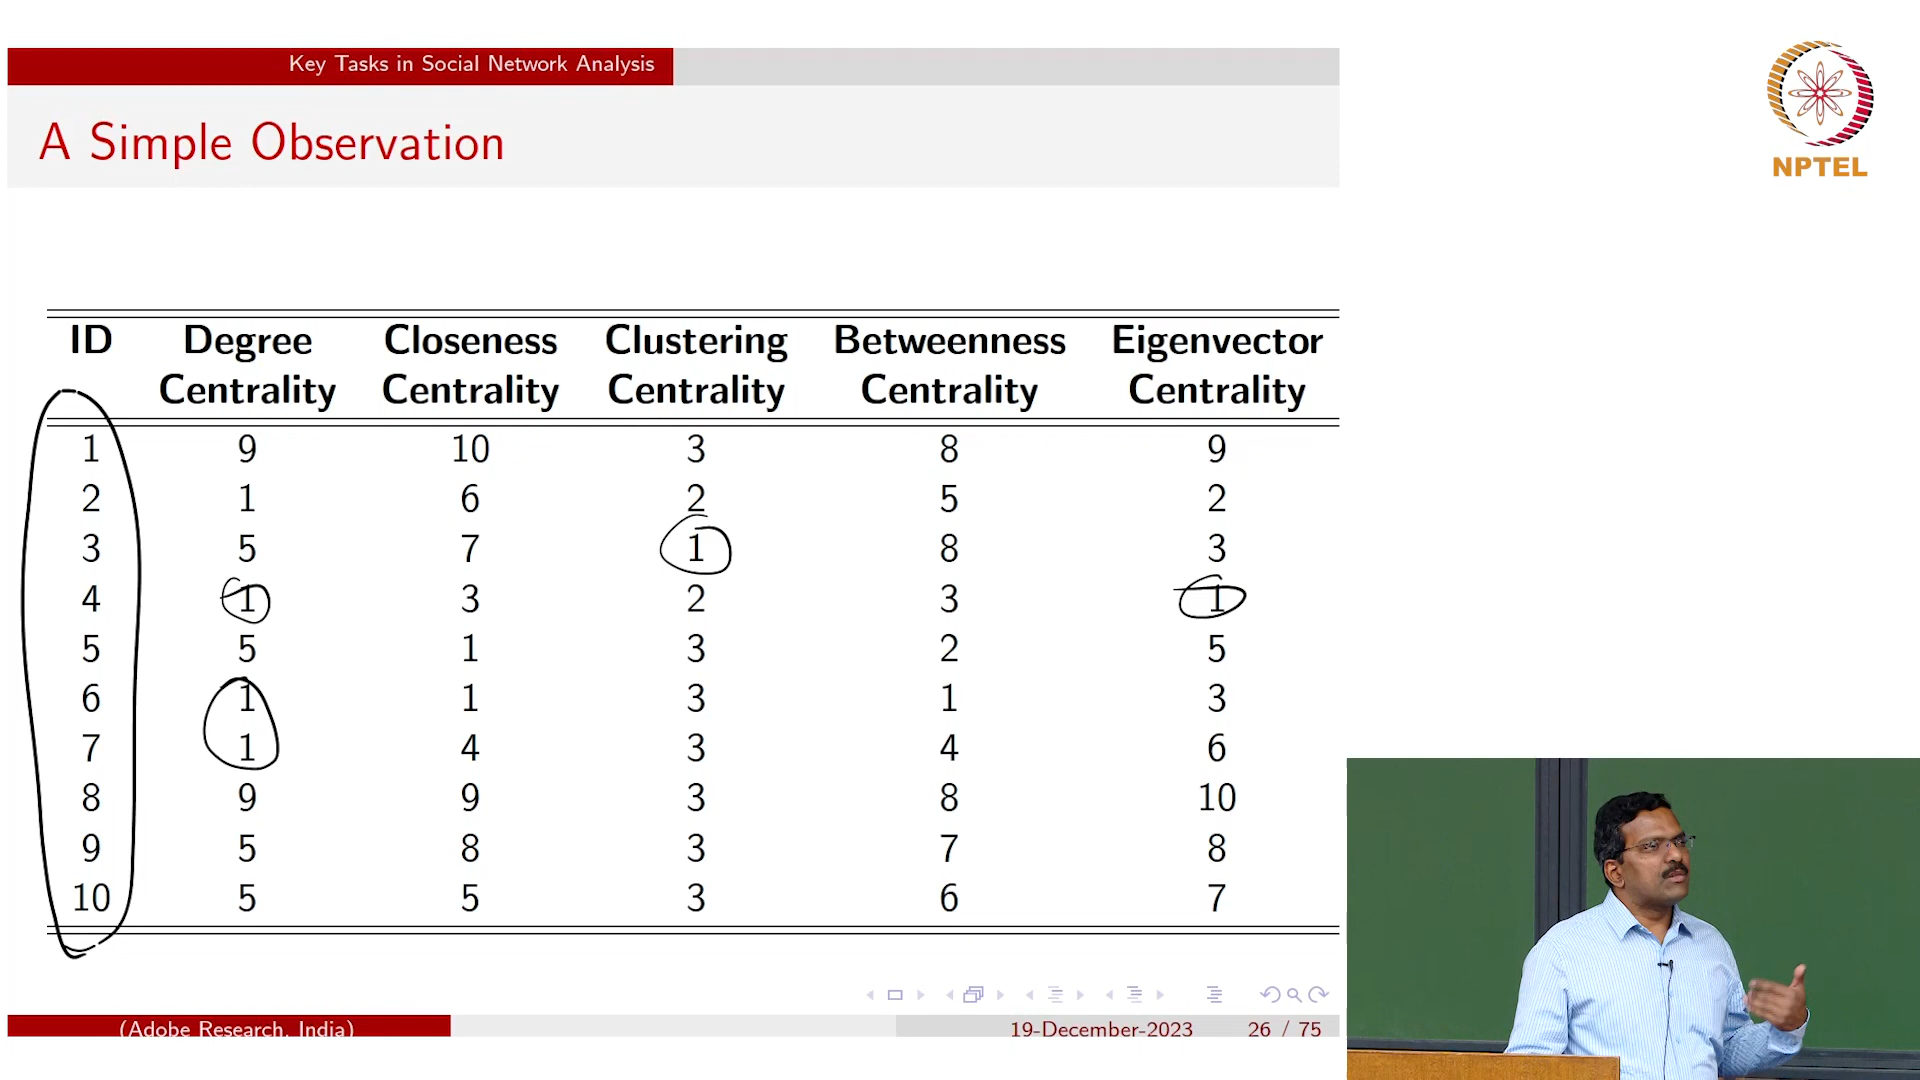 Key Tasks in Social Network Analysis
NPTEL
A Simple Observation
ID Degree Centrality Closeness Centrality Clustering Centrality Betweenness Centrality Eigenvector Centrality
1 9 10 3 8 9
2 1 6 2 5 2
3 5 7 1 8 3
4 1 3 2 3 1
5 5 1 3 2 5
6 1 1 3 1 3
7 1 4 3 4 6
8 9 9 3 8 10
9 5 8 3 7 8
10 5 5 3 6 7
(Adobe Research, India) 19-December-2023 26 / 75